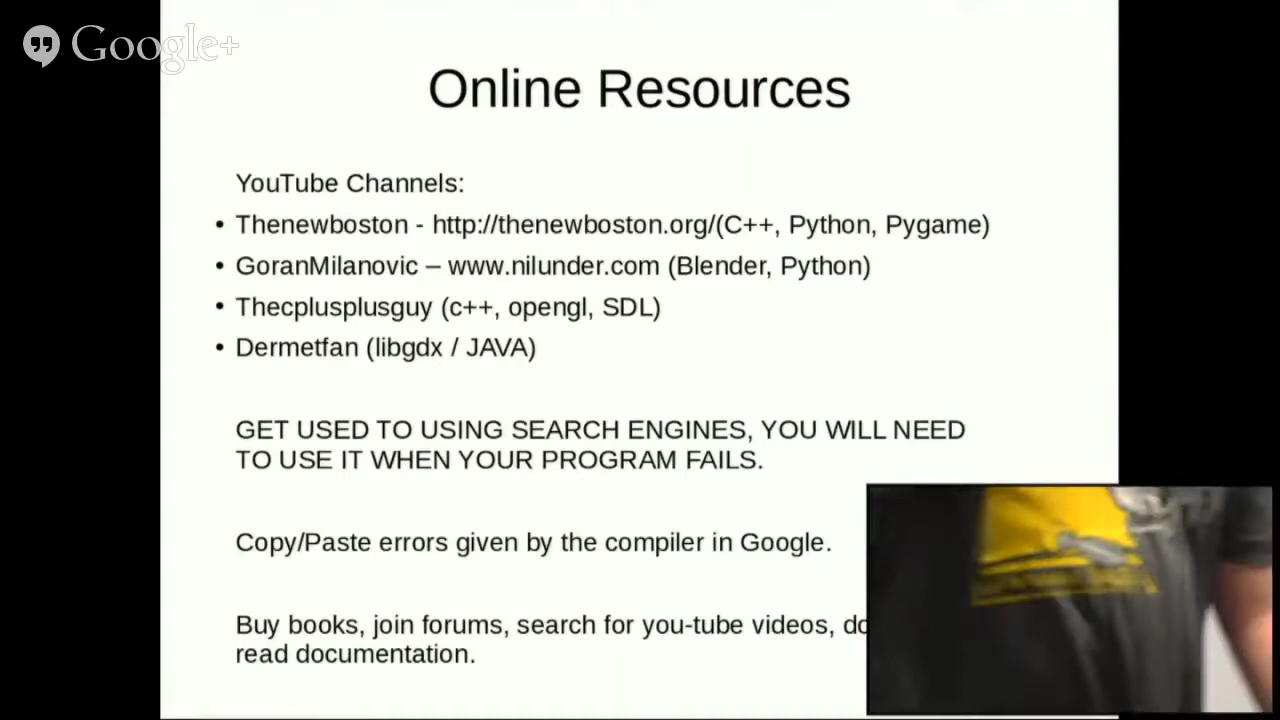 Google+
Online Resources
YouTube Channels:
• Thenewboston - http://thenewboston.org/(C++, Python, Pygame)
• GoranMilanovic – www.nilunder.com (Blender, Python)
• Thecplusplusguy (c++, opengl, SDL)
• Dermetfan (libgdx / JAVA)
GET USED TO USING SEARCH ENGINES, YOU WILL NEED
TO USE IT WHEN YOUR PROGRAM FAILS.
Copy/Paste errors given by the compiler in Google.
Buy books, join forums, search for you-tube videos,
read documentation.